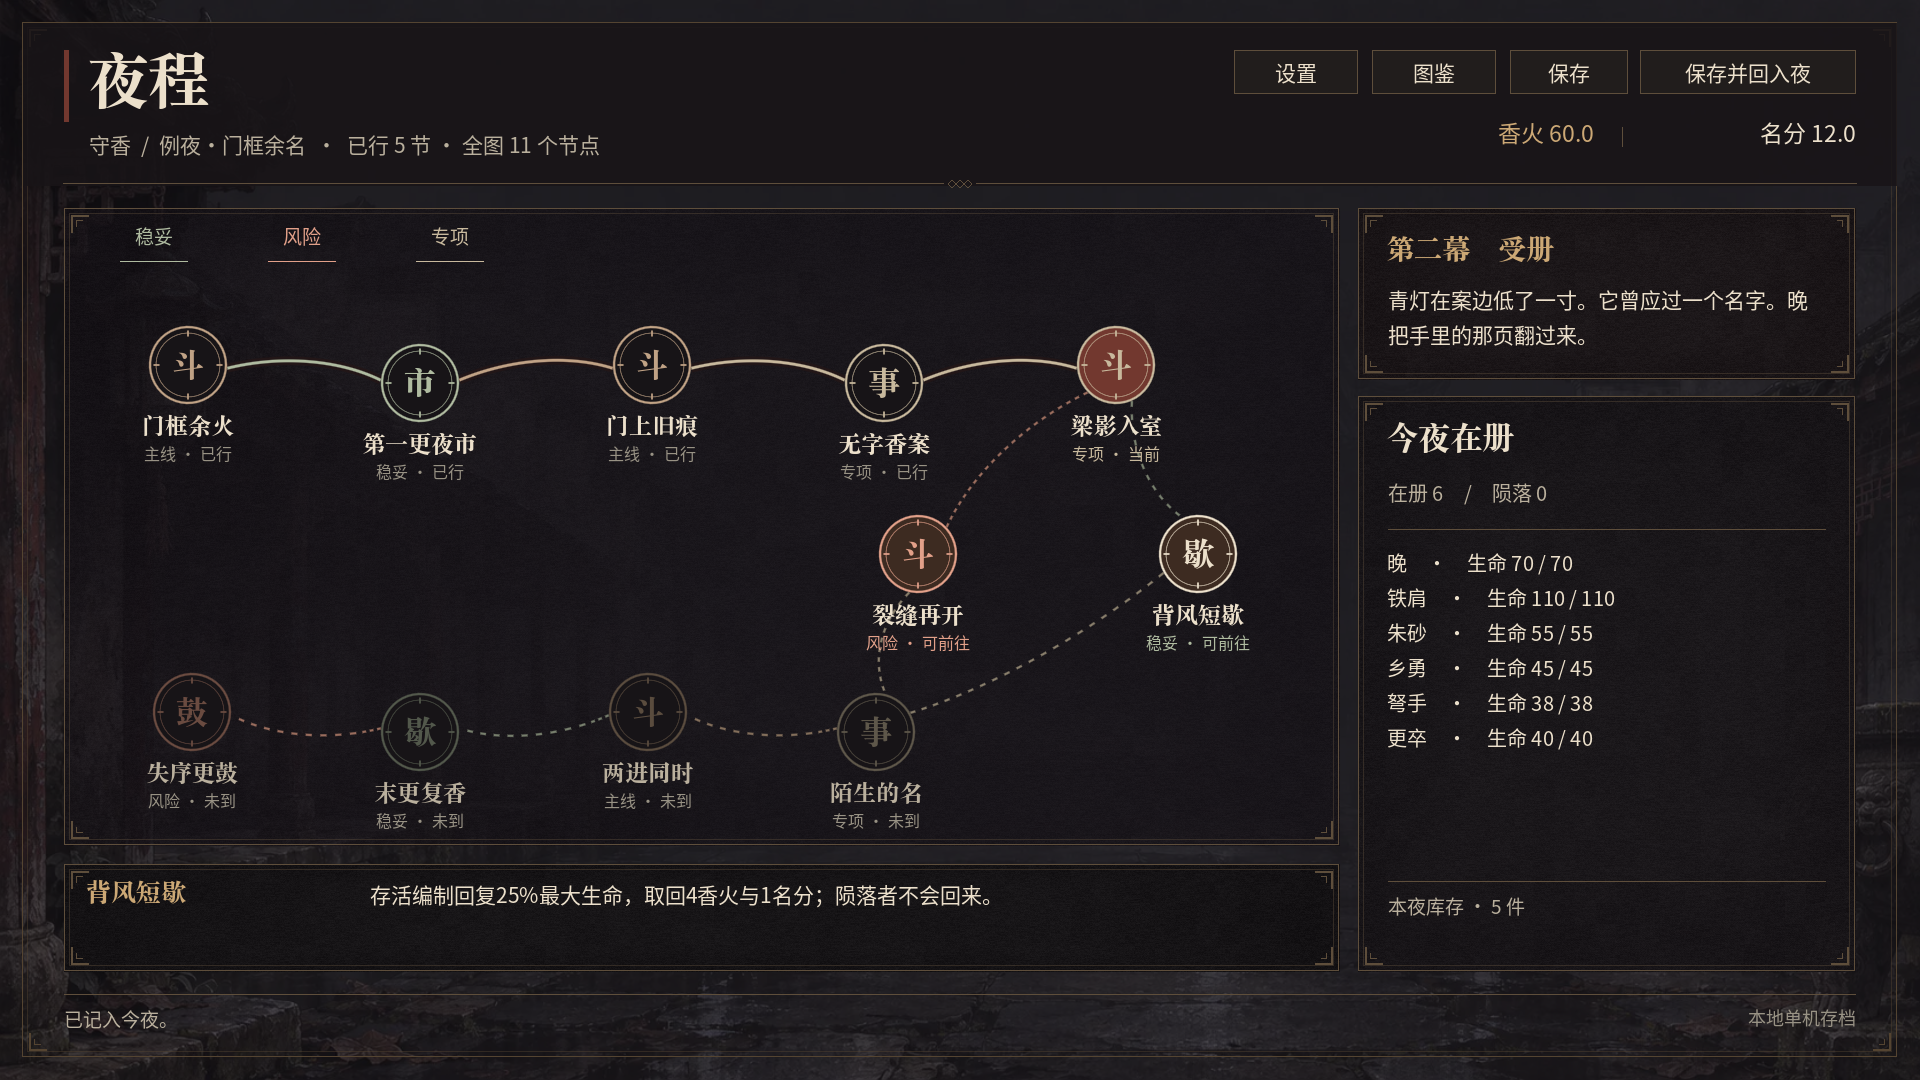 夜程
设置
图鉴
保存
保存并回入夜
守香 / 例夜·门框余名 · 已行 5 节 · 全图 11 个节点
香火 60.0
名分 12.0
稳妥
风险
专项
斗
门框余火
主线 · 已行
市
第一更夜市
稳妥 · 已行
斗
门上旧痕
主线 · 已行
事
无字香案
专项 · 已行
斗
梁影入室
专项 · 当前
斗
裂缝再开
风险 · 可前往
歇
背风短歇
稳妥 · 可前往
鼓
失序更鼓
风险 · 未到
歇
末更复香
稳妥 · 未到
斗
两进同时
主线 · 未到
事
陌生的名
专项 · 未到
第二幕 受册
青灯在案边低了一寸。它曾应过一个名字。晚
把手里的那页翻过来。
今夜在册
在册 6 / 陨落 0
晚 · 生命 70 / 70
铁肩 · 生命 110 / 110
朱砂 · 生命 55 / 55
乡勇 · 生命 45 / 45
弩手 · 生命 38 / 38
更卒 · 生命 40 / 40
本夜库存 · 5 件
背风短歇
存活编制回复25%最大生命，取回4香火与1名分；陨落者不会回来。
已记入今夜。
本地单机存档